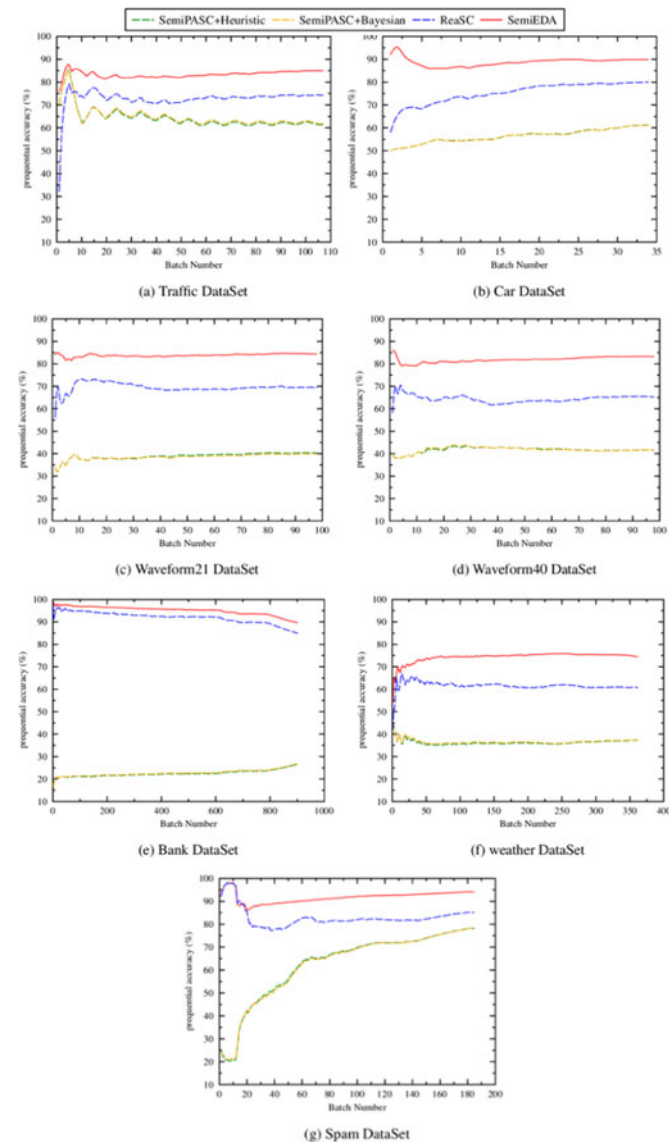 SemiPASC+Heuristic SemiPASC+Bayesian ReaSC SemiEDA
100
90
80
70
60
50
40
30
20
10
prequential accuracy (%)
0 10 20 30 40 50 60 70 80 90 100 110
Batch Number
(a) Traffic DataSet
100
90
80
70
60
50
40
30
20
10
prequential accuracy (%)
0 5 10 15 20 25 30 35
Batch Number
(b) Car DataSet
100
90
80
70
60
50
40
30
20
10
prequential accuracy (%)
0 10 20 30 40 50 60 70 80 90 100
Batch Number
(c) Waveform21 DataSet
100
90
80
70
60
50
40
30
20
10
prequential accuracy (%)
0 10 20 30 40 50 60 70 80 90 100
Batch Number
(d) Waveform40 DataSet
100
90
80
70
60
50
40
30
20
10
prequential accuracy (%)
0 200 400 600 800 1000
Batch Number
(e) Bank DataSet
100
90
80
70
60
50
40
30
20
10
prequential accuracy (%)
0 50 100 150 200 250 300 350 400
Batch Number
(f) weather DataSet
100
90
80
70
60
50
40
30
20
10
prequential accuracy (%)
0 20 40 60 80 100 120 140 160 180 200
Batch Number
(g) Spam DataSet